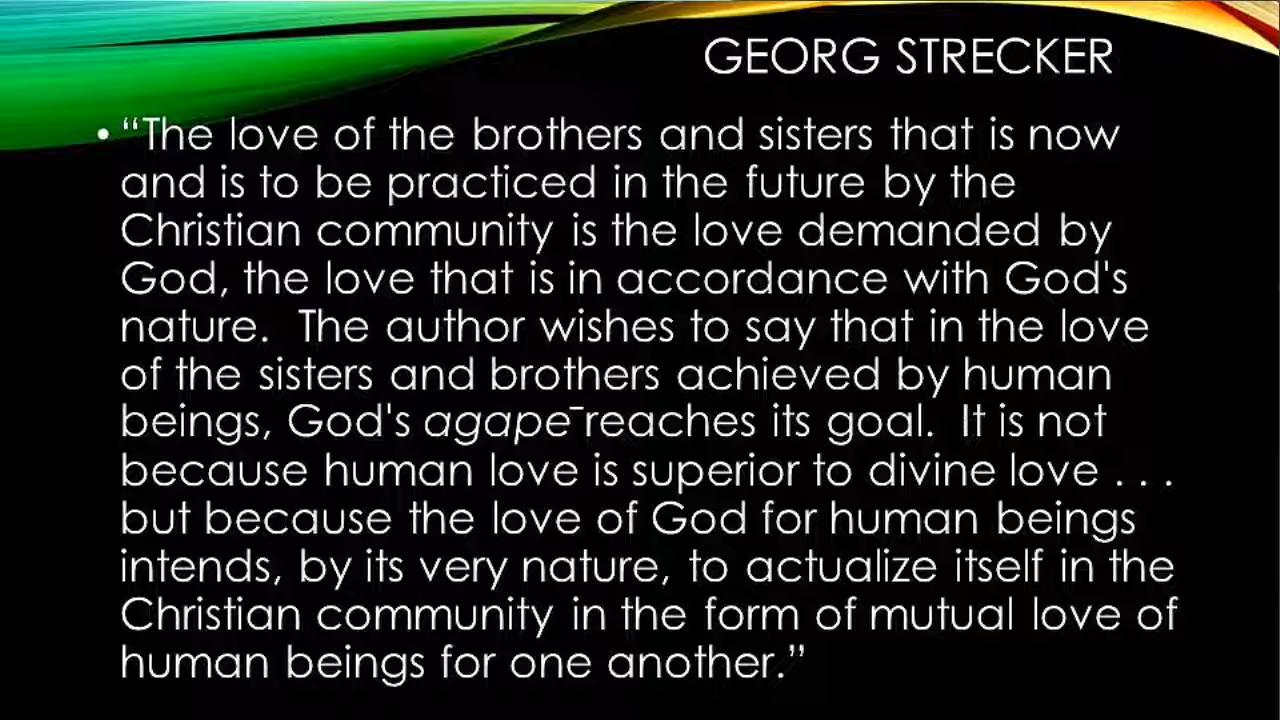 GEORG STRECKER
• “The love of the brothers and sisters that is now
and is to be practiced in the future by the
Christian community is the love demanded by
God, the love that is in accordance with God's
nature.  The author wishes to say that in the love
of the sisters and brothers achieved by human
beings, God's agape¯reaches its goal.  It is not
because human love is superior to divine love . . .
but because the love of God for human beings
intends, by its very nature, to actualize itself in the
Christian community in the form of mutual love of
human beings for one another.”